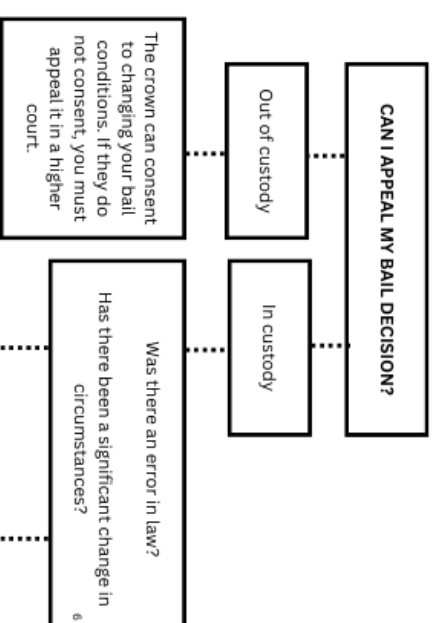 CAN I APPEAL MY BAIL DECISION?
Out of custody
In custody
The crown can consent
to changing your bail
conditions. If they do
not consent, you must
appeal it in a higher
court.
Was there an error in law?
Has there been a significant change in
circumstances?
6